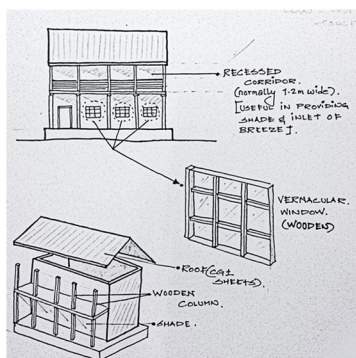 RECESSED
CORRIDOR.
(normally 1.2m wide).
[USEFUL IN PROVIDING
SHADE & INLET OF
BREEZE].
VERNACULAR.
WINDOW.
(WOODEN)
ROOF (CGI
SHEETS).
WOODEN
COLUMN.
SHADE.